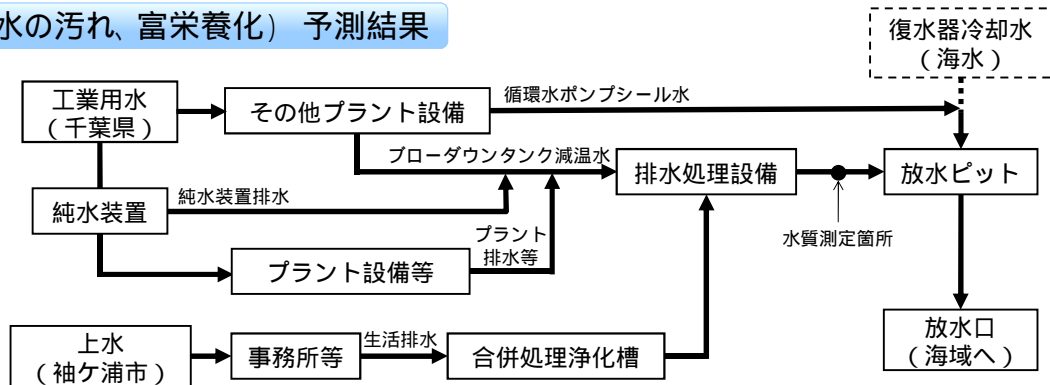 水の汚れ、富栄養化) 予測結果
復水器冷却水
(海水)
工業用水
(千葉県)
その他プラント設備
循環水ポンプシール水
ブローダウンタンク減温水
排水処理設備
放水ピット
純水装置
純水装置排水
プラント
排水等
水質測定箇所
プラント設備等
上水
(袖ケ浦市)
事務所等
生活排水
合併処理浄化槽
放水口
(海域へ)